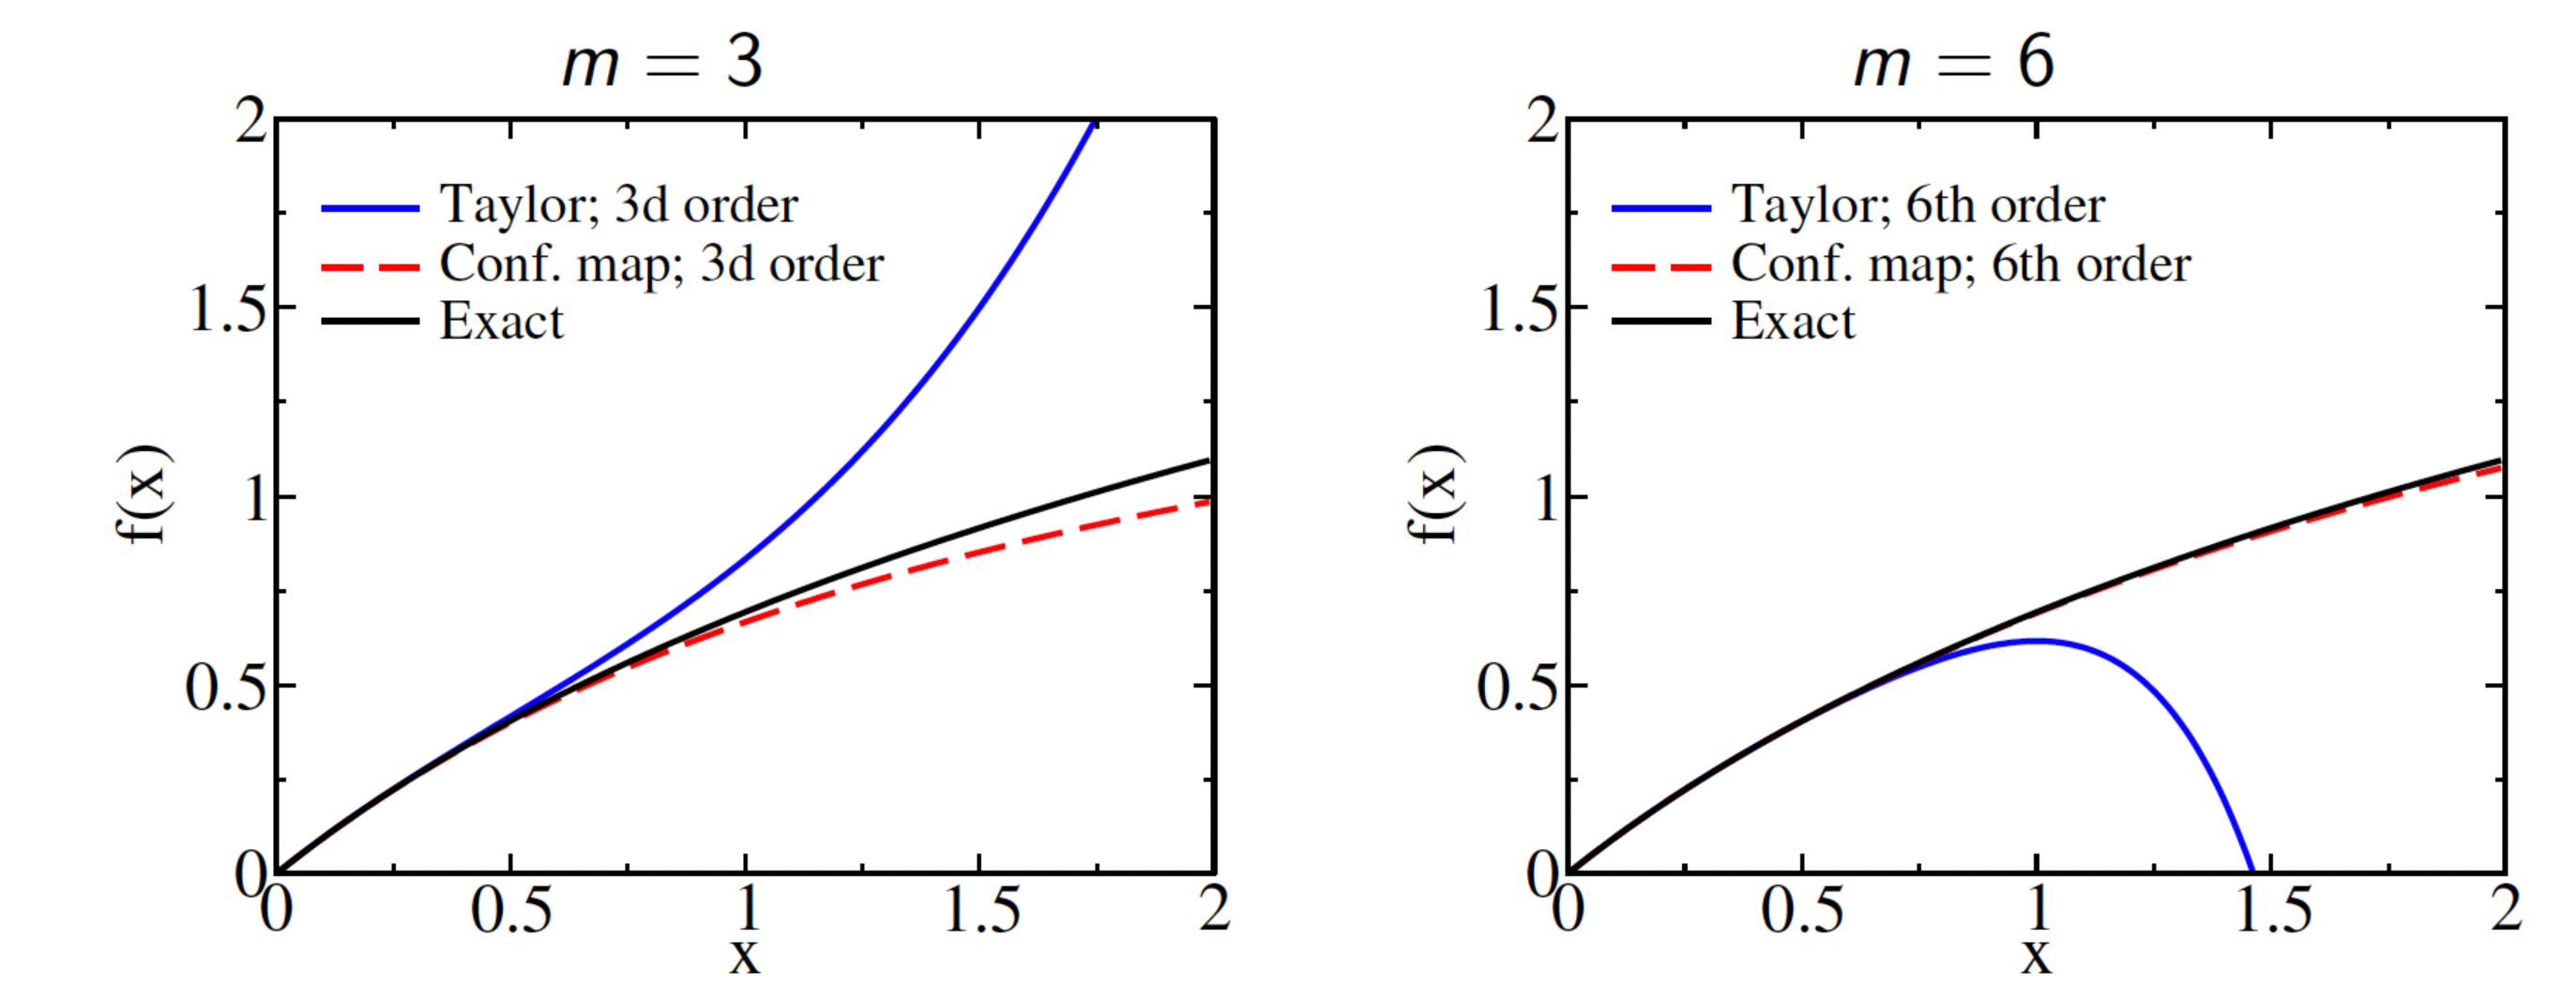 m = 3
2
1.5
1
0.5
0
0
0.5
1
1.5
2
f(x)
x
Taylor; 3d order
Conf. map; 3d order
Exact
m = 6
2
1.5
1
0.5
0
0
0.5
1
1.5
2
f(x)
x
Taylor; 6th order
Conf. map; 6th order
Exact